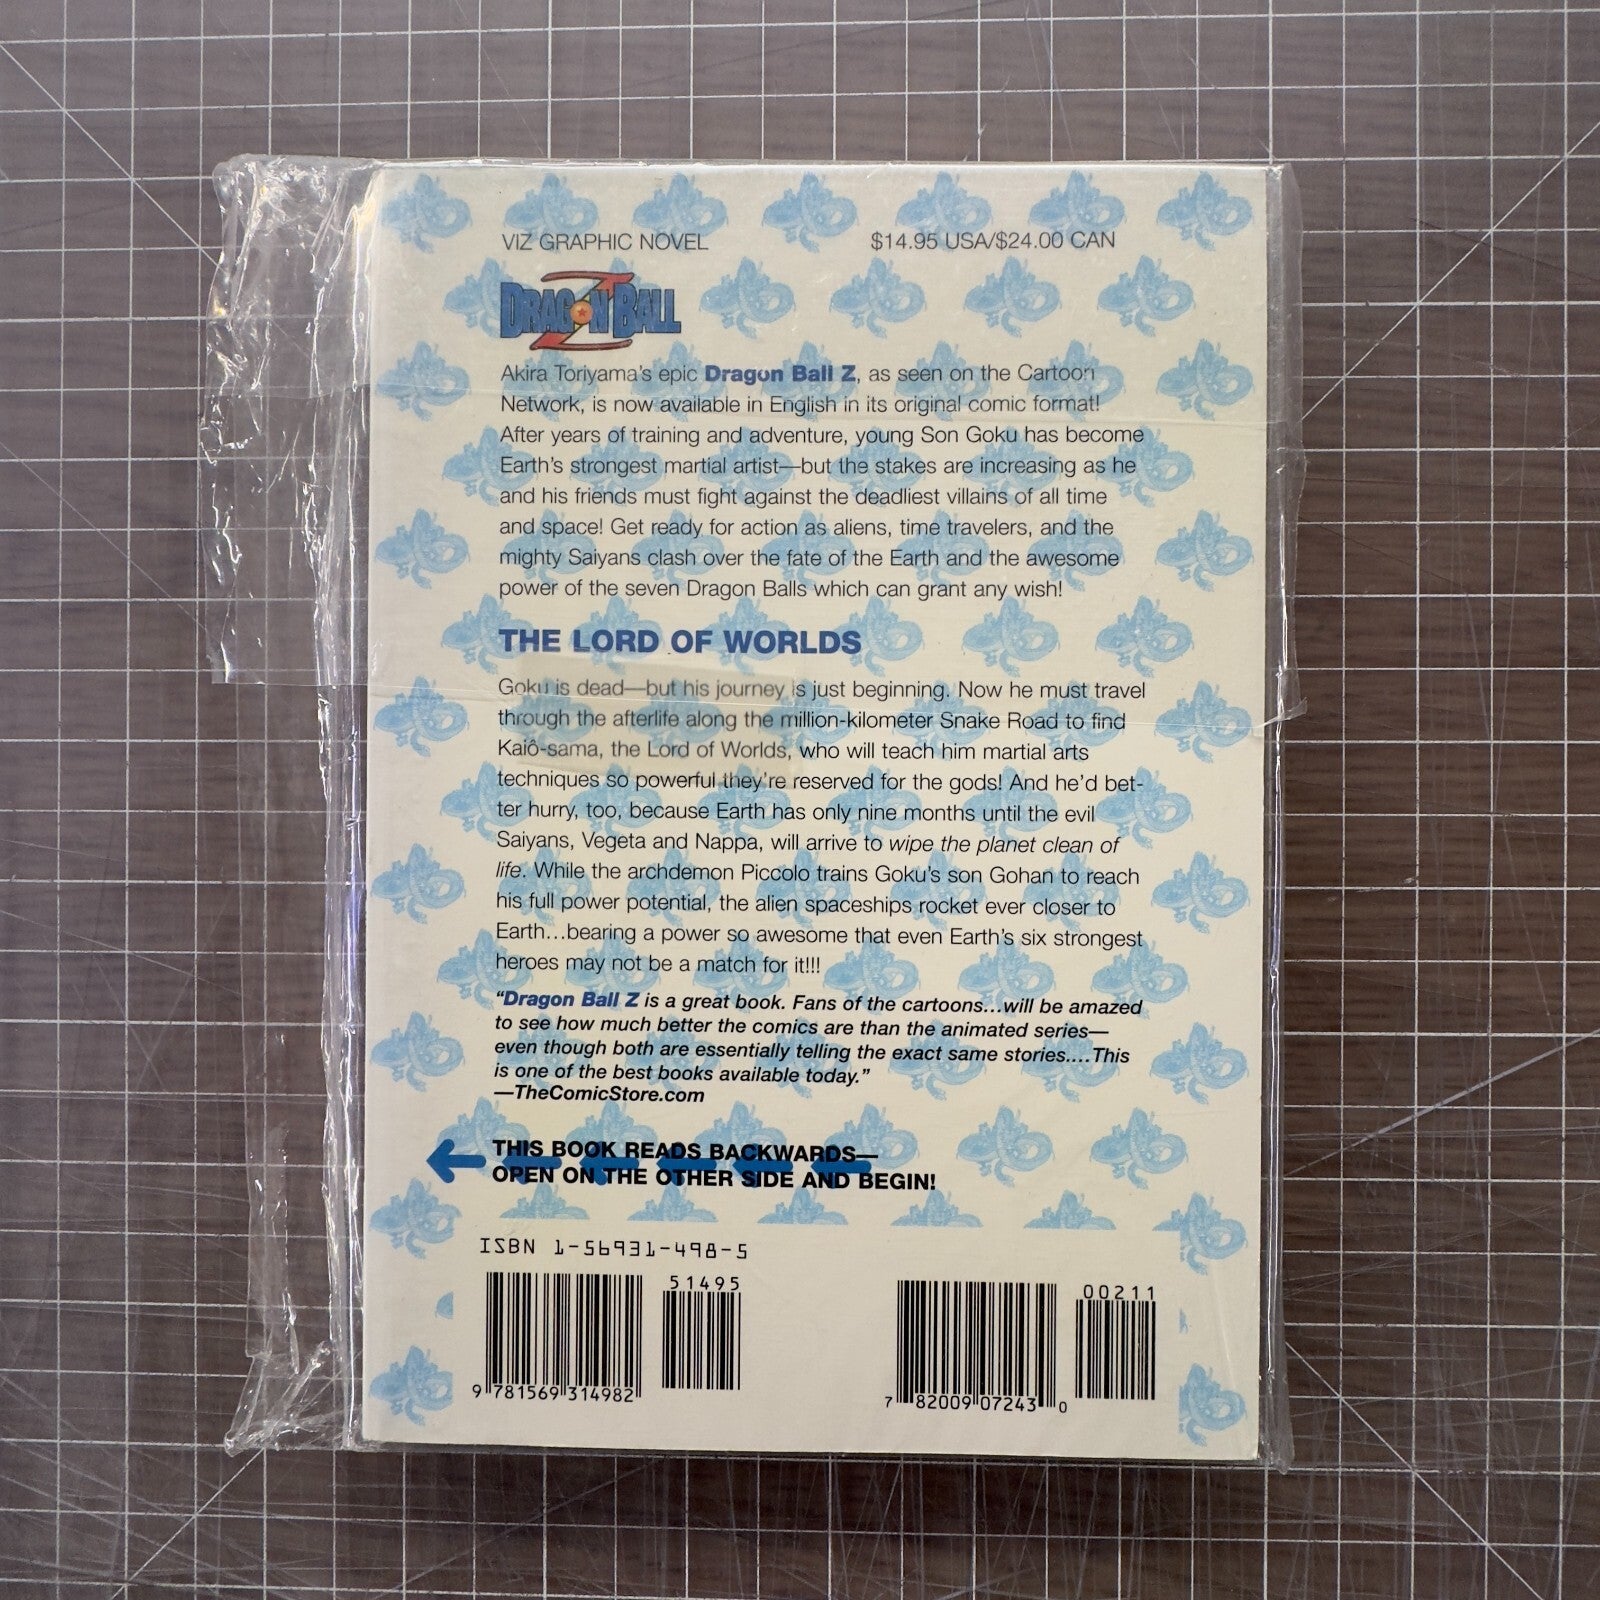 VIZ GRAPHIC NOVEL
$14.95 USA/$24.00 CAN
DRAGON BALL Z
Akira Toriyama's epic Dragon Ball Z, as seen on the Cartoon
Network, is now available in English in its original comic format!
After years of training and adventure, young Son Goku has become
Earth's strongest martial artist—but the stakes are increasing as he
and his friends must fight against the deadliest villains of all time
and space! Get ready for action as aliens, time travelers, and the
mighty Saiyans clash over the fate of the Earth and the awesome
power of the seven Dragon Balls which can grant any wish!
THE LORD OF WORLDS
Goku is dead—but his journey is just beginning. Now he must travel
through the afterlife along the million-kilometer Snake Road to find
Kaiô-sama, the Lord of Worlds, who will teach him martial arts
techniques so powerful they're reserved for the gods! And he'd bet-
ter hurry, too, because Earth has only nine months until the evil
Saiyans, Vegeta and Nappa, will arrive to wipe the planet clean of
life. While the archdemon Piccolo trains Goku's son Gohan to reach
his full power potential, the alien spaceships rocket ever closer to
Earth...bearing a power so awesome that even Earth's six strongest
heroes may not be a match for it!!!
"Dragon Ball Z is a great book. Fans of the cartoons...will be amazed
to see how much better the comics are than the animated series—
even though both are essentially telling the exact same stories....This
is one of the best books available today."
—TheComicStore.com
THIS BOOK READS BACKWARDS—
OPEN ON THE OTHER SIDE AND BEGIN!
ISBN 1-56931-498-5
51495
9 781569 314982
00211
7 82009 07243 0